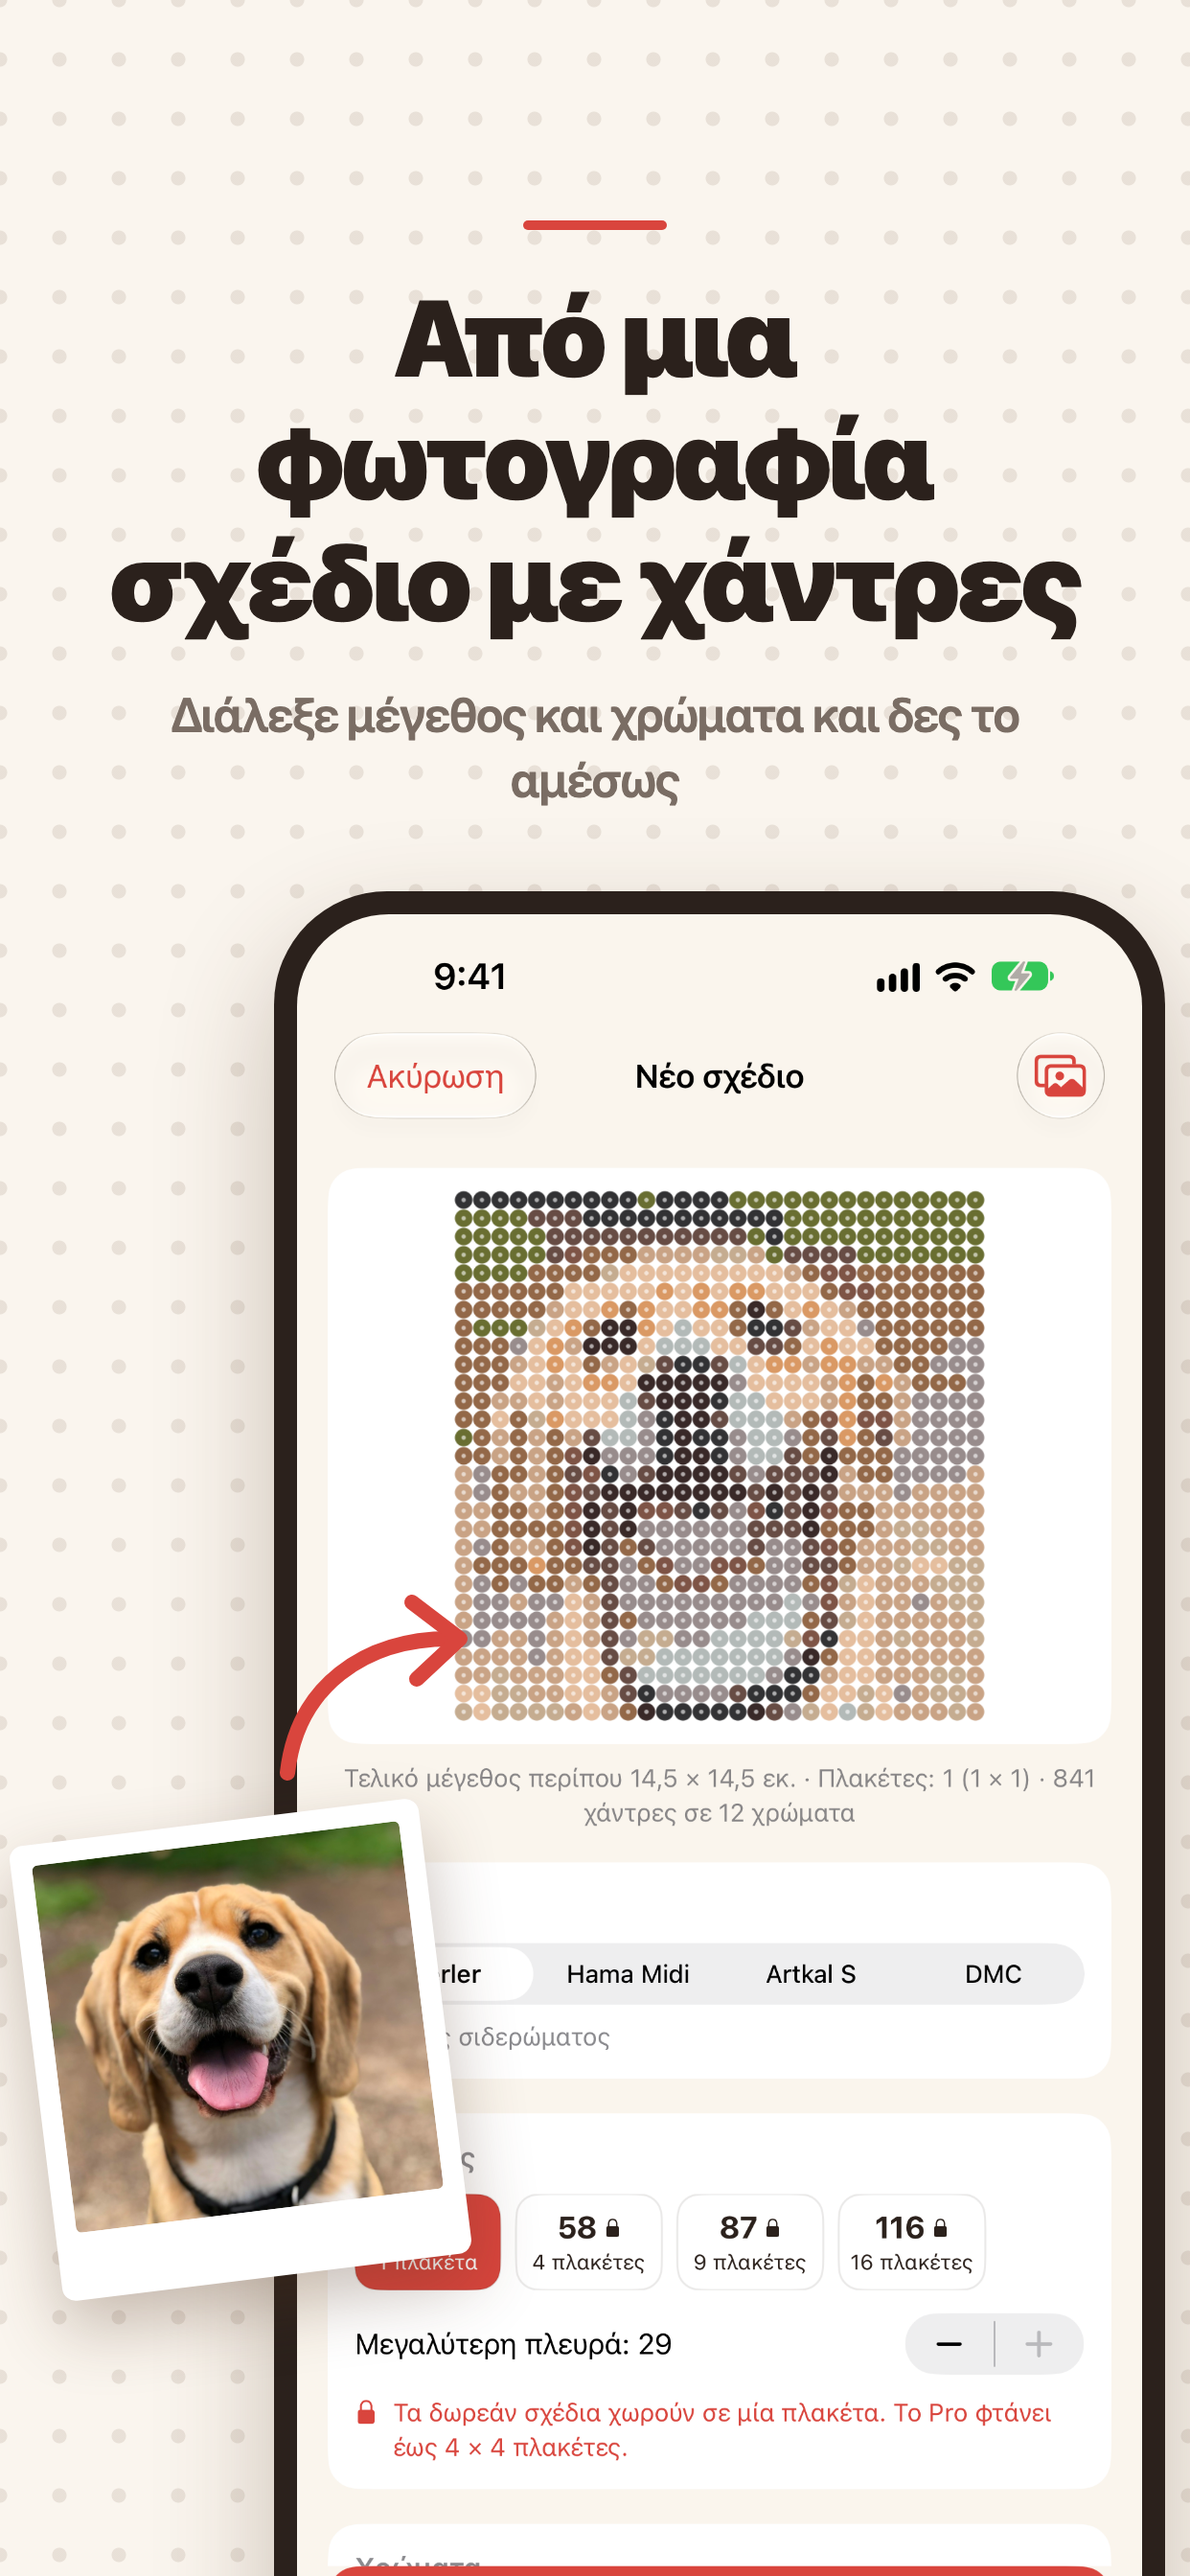 Από μια
φωτογραφία
σχέδιο με χάντρες
Διάλεξε μέγεθος και χρώματα και δες το
αμέσως
9:41
Ακύρωση
Νέο σχέδιο
Τελικό μέγεθος περίπου 14,5 × 14,5 εκ. · Πλακέτες: 1 (1 × 1) · 841
χάντρες σε 12 χρώματα
Hama Midi
Artkal S
DMC
σιδερώματος
58
4 πλακέτες
87
9 πλακέτες
116
16 πλακέτες
πλακέτα
Μεγαλύτερη πλευρά: 29
Τα δωρεάν σχέδια χωρούν σε μία πλακέτα. Το Pro φτάνει
έως 4 × 4 πλακέτες.